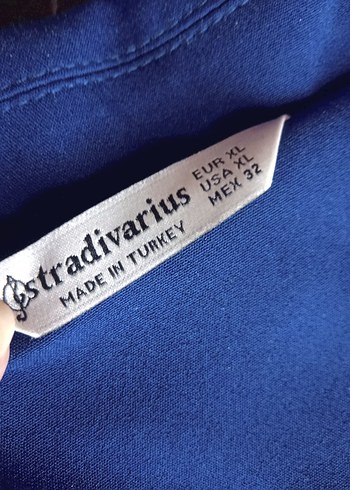 stradivarius
MADE IN TURKEY
EUR XL
USA XL
MEX 32